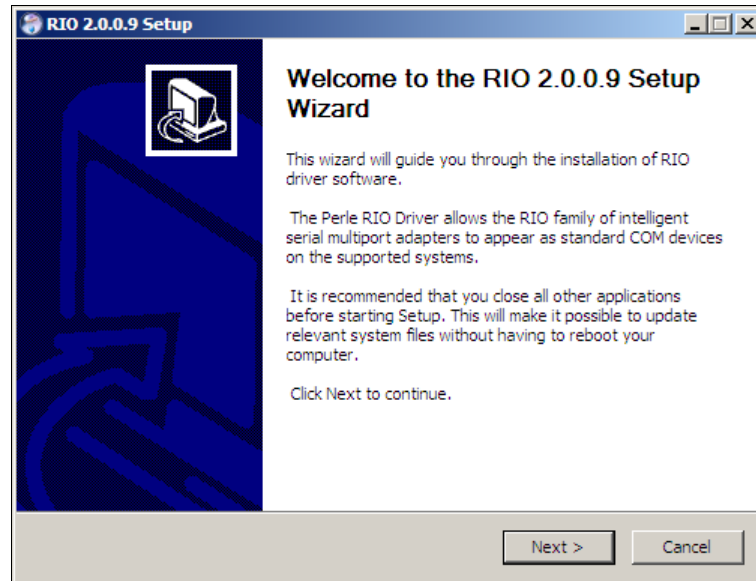 RIO 2.0.0.9 Setup
Welcome to the RIO 2.0.0.9 Setup
Wizard
This wizard will guide you through the installation of RIO
driver software.
The Perle RIO Driver allows the RIO family of intelligent
serial multiport adapters to appear as standard COM devices
on the supported systems.
It is recommended that you close all other applications
before starting Setup. This will make it possible to update
relevant system files without having to reboot your
computer.
Click Next to continue.
Next >
Cancel